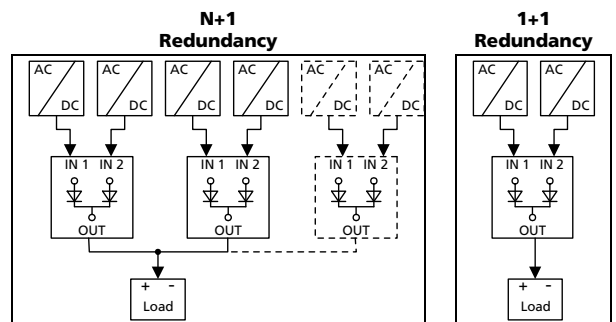 N+1
Redundancy
AC DC AC DC AC DC AC DC AC DC AC DC
IN 1 IN 2 IN 1 IN 2 IN 1 IN 2
OUT OUT OUT
+ -
Load
1+1
Redundancy
AC DC AC DC
IN 1 IN 2
OUT
+ -
Load